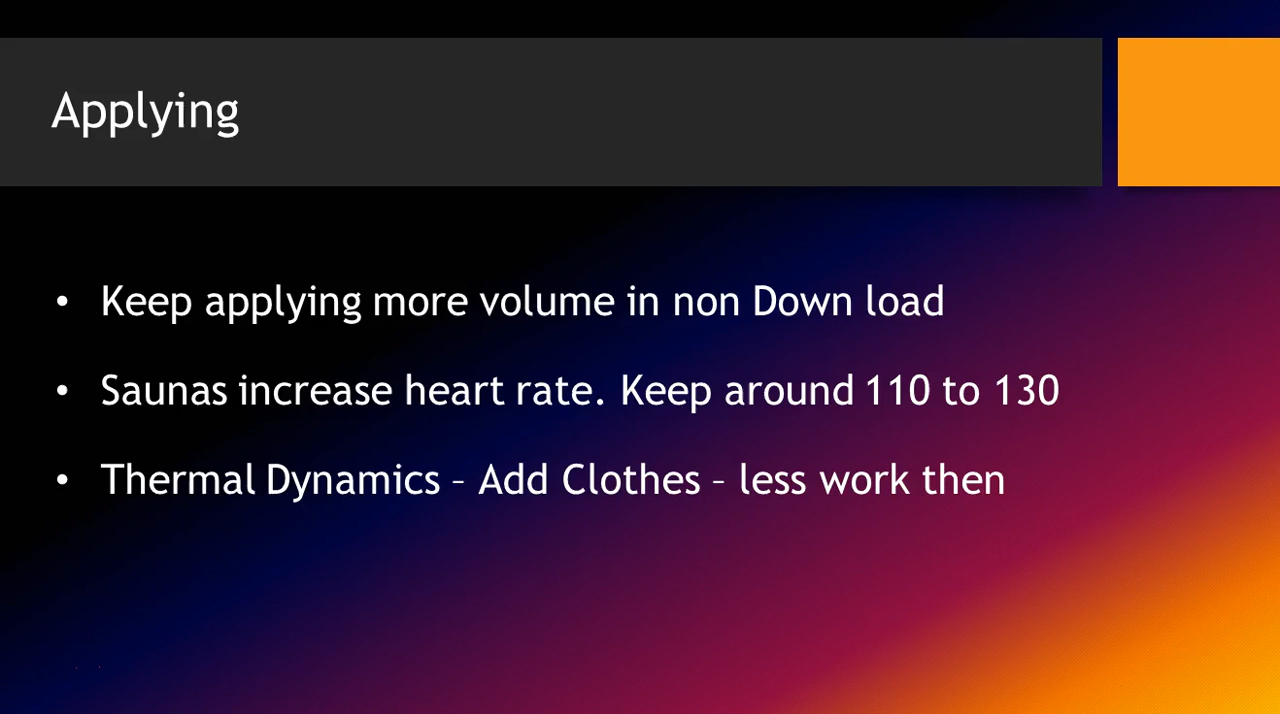 Applying
• Keep applying more volume in non Down load
• Saunas increase heart rate. Keep around 110 to 130
• Thermal Dynamics – Add Clothes – less work then